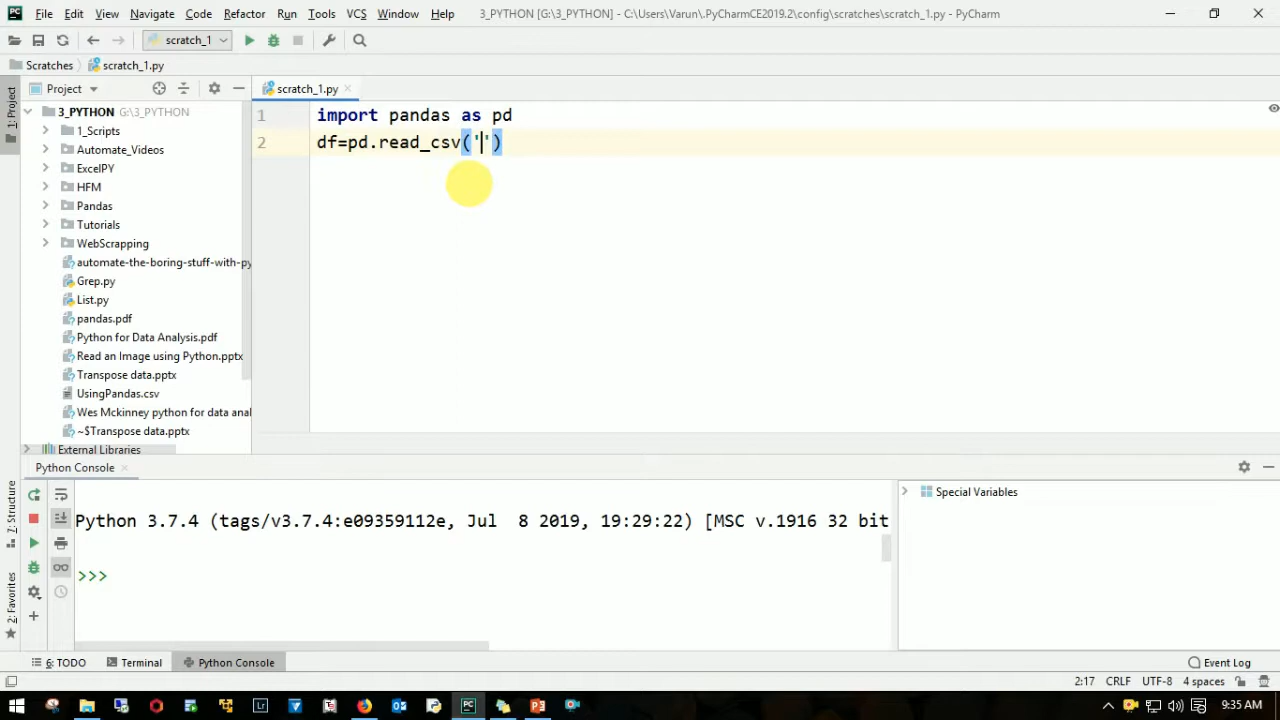 File Edit View Navigate Code Refactor Run Tools VCS Window Help 3_PYTHON [G:\3_PYTHON] - C:\Users\Varun\.PyCharmCE2019.2\config\scratches\scratch_1.py - PyCharm
scratch_1
Scratches scratch_1.py
1: Project
Project
scratch_1.py
3_PYTHON G:\3_PYTHON
1_Scripts
Automate_Videos
ExcelPY
HFM
Pandas
Tutorials
WebScrapping
automate-the-boring-stuff-with-py
Grep.py
List.py
pandas.pdf
Python for Data Analysis.pdf
Read an Image using Python.pptx
Transpose data.pptx
UsingPandas.csv
Wes Mckinney python for data anal
~$Transpose data.pptx
External Libraries
1 import pandas as pd
2 df=pd.read_csv('')
Python Console
Python 3.7.4 (tags/v3.7.4:e09359112e, Jul 8 2019, 19:29:22) [MSC v.1916 32 bit
>>>
Special Variables
7: Structure
2: Favorites
6: TODO Terminal Python Console Event Log
2:17 CRLF UTF-8 4 spaces
9:35 AM